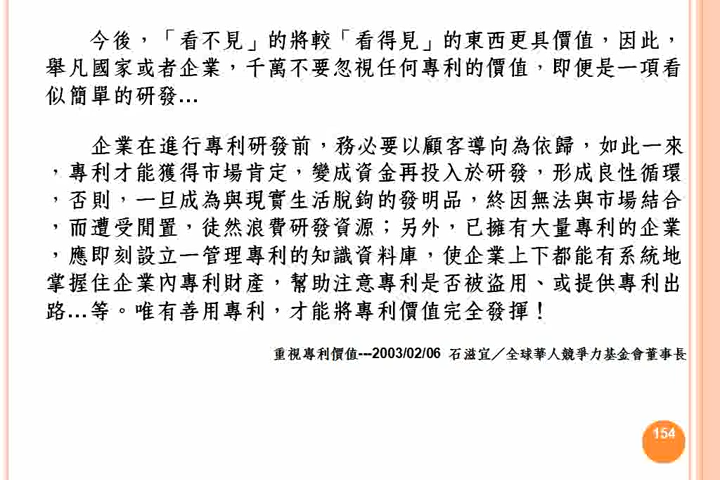 今後，「看不見」的將較「看得見」的東西更具價值，因此，
舉凡國家或者企業，千萬不要忽視任何專利的價值，即便是一項看
似簡單的研發...
企業在進行專利研發前，務必要以顧客導向為依歸，如此一來
，專利才能獲得市場肯定，變成資金再投入於研發，形成良性循環
，否則，一旦成為與現實生活脫鉤的發明品，終因無法與市場結合
，而遭受閒置，徒然浪費研發資源；另外，已擁有大量專利的企業
，應即刻設立一管理專利的知識資料庫，使企業上下都能有系統地
掌握住企業內專利財產，幫助注意專利是否被盜用、或提供專利出
路...等。唯有善用專利，才能將專利價值完全發揮！
重視專利價值---2003/02/06 石滋宜／全球華人競爭力基金會董事長
154